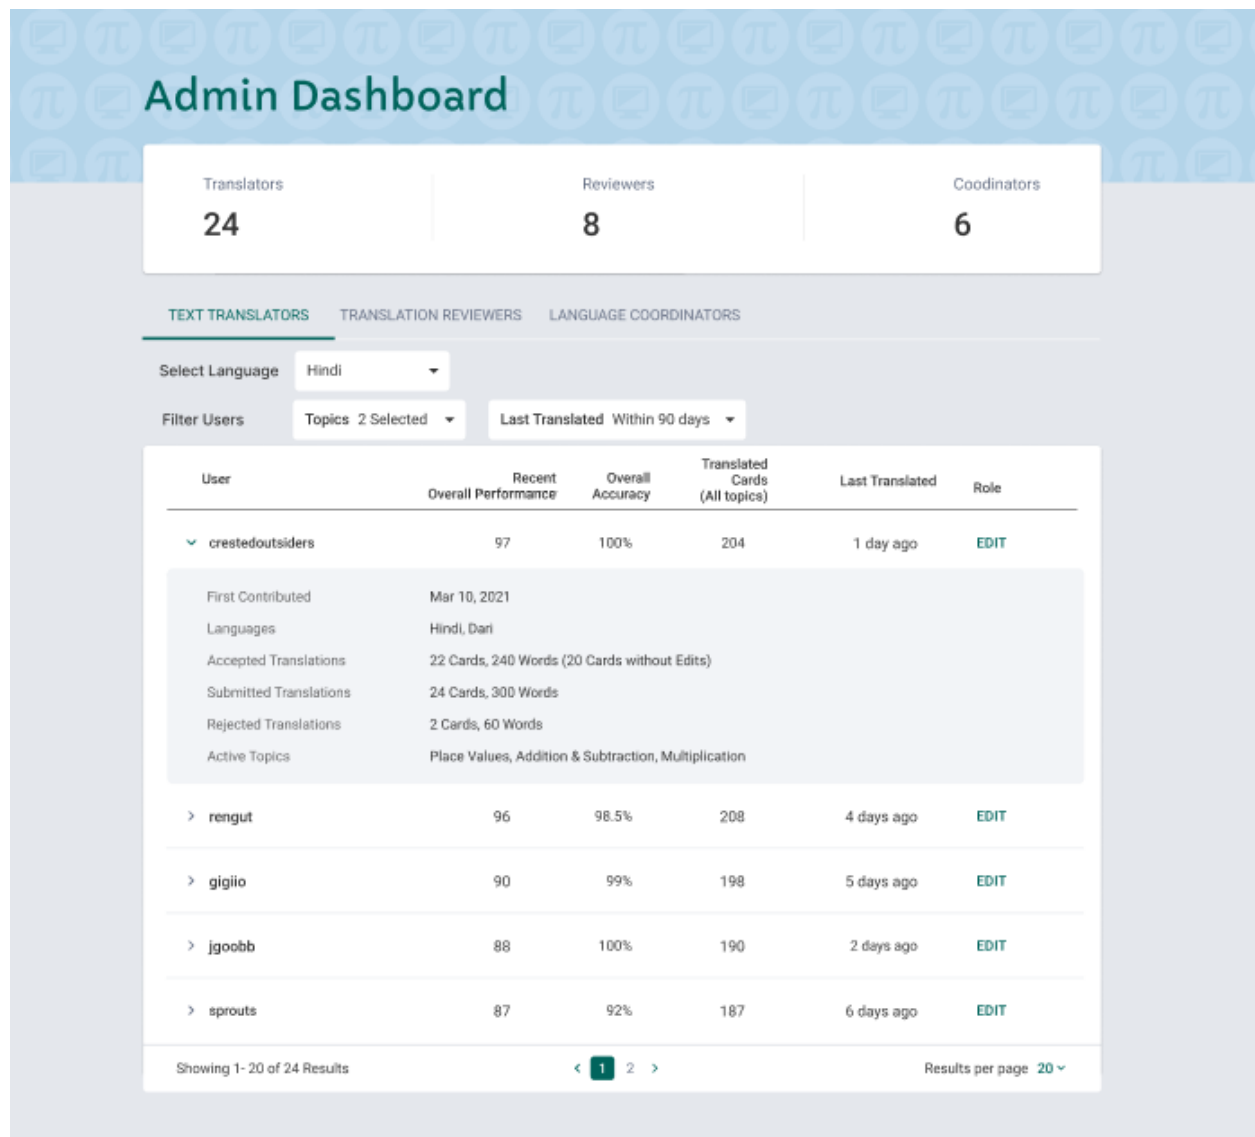 Admin Dashboard
Translators Reviewers Coodinators
24 8 6
TEXT TRANSLATORS TRANSLATION REVIEWERS LANGUAGE COORDINATORS
Select Language Hindi
Filter Users Topics 2 Selected Last Translated Within 90 days
User Recent Overall Performance Overall Accuracy Translated Cards (All topics) Last Translated Role
crestedoutsiders 97 100% 204 1 day ago EDIT
First Contributed Mar 10, 2021
Languages Hindi, Dari
Accepted Translations 22 Cards, 240 Words (20 Cards without Edits)
Submitted Translations 24 Cards, 300 Words
Rejected Translations 2 Cards, 60 Words
Active Topics Place Values, Addition & Subtraction, Multiplication
rengut 96 98.5% 208 4 days ago EDIT
gigiio 90 99% 198 5 days ago EDIT
jgoobb 88 100% 190 2 days ago EDIT
sprouts 87 92% 187 6 days ago EDIT
Showing 1- 20 of 24 Results < 1 2 > Results per page 20